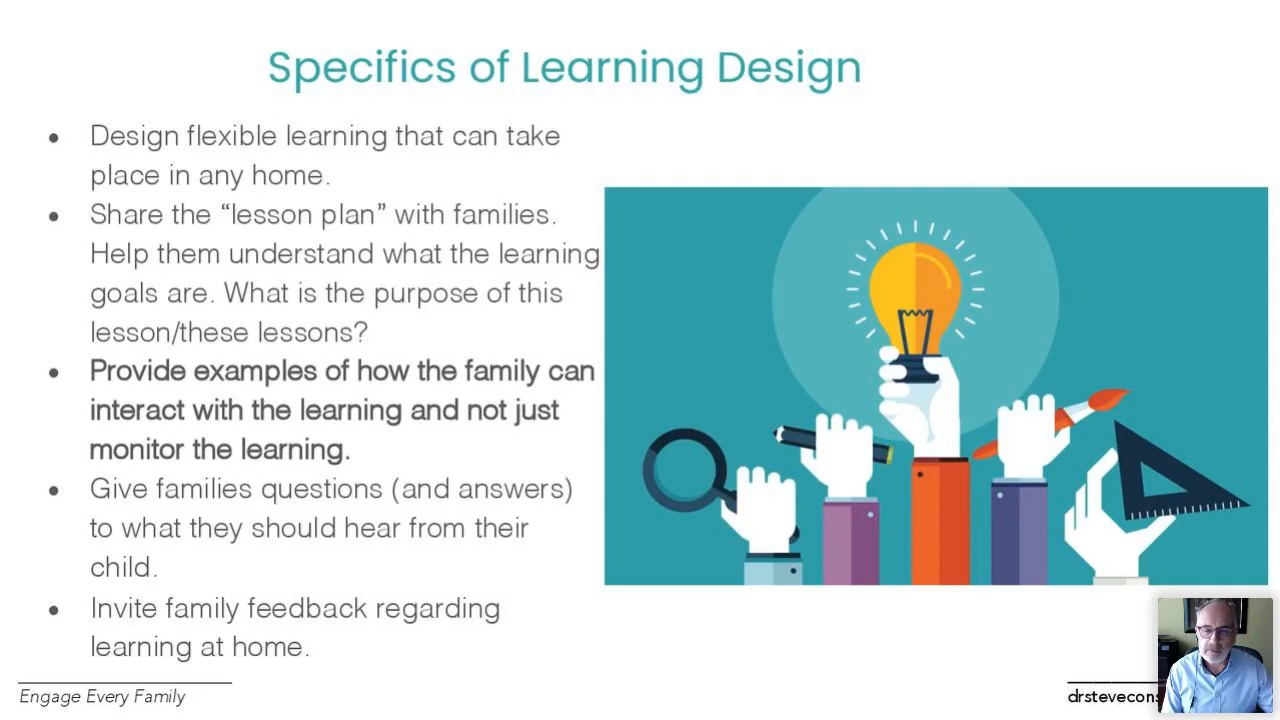 Specifics of Learning Design
• Design flexible learning that can take
place in any home.
• Share the “lesson plan” with families.
Help them understand what the learning
goals are. What is the purpose of this
lesson/these lessons?
• Provide examples of how the family can
interact with the learning and not just
monitor the learning.
• Give families questions (and answers)
to what they should hear from their
child.
• Invite family feedback regarding
learning at home.
Engage Every Family